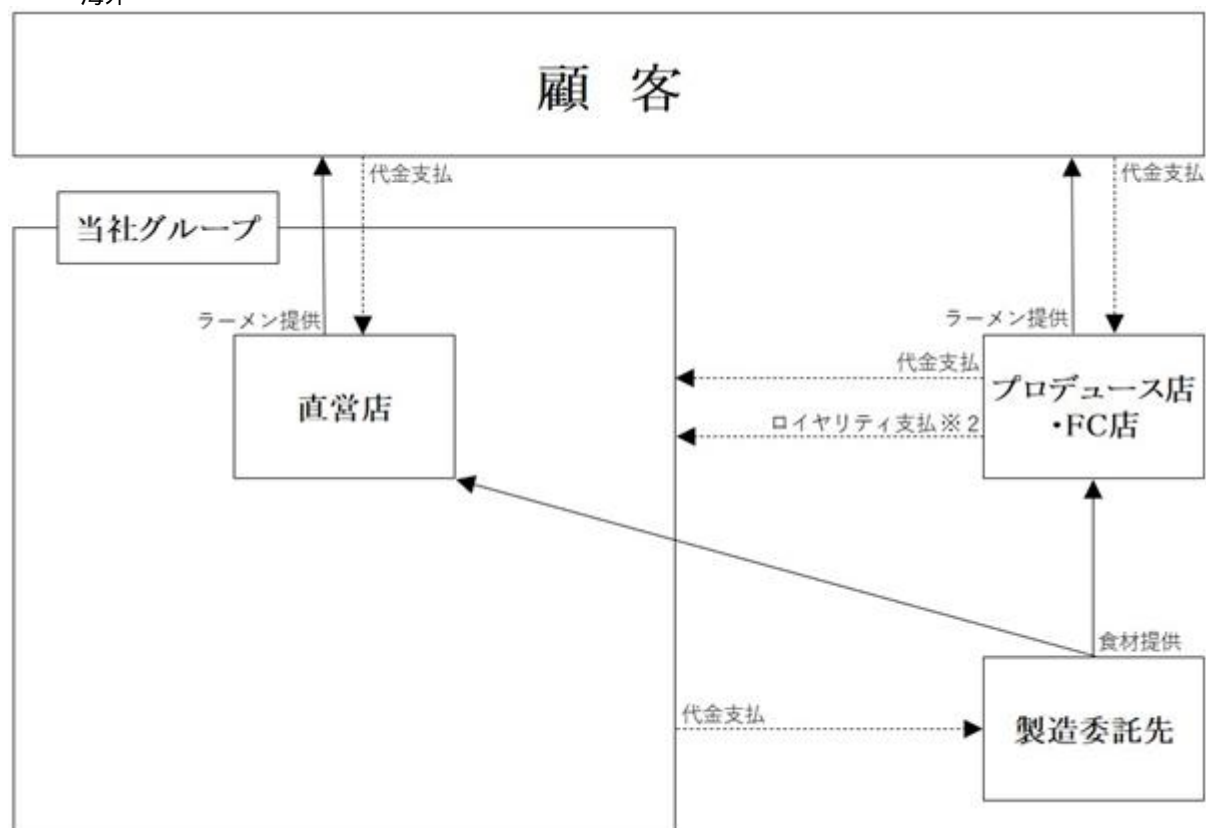 海外
顧 客
代金支払
代金支払
当社グループ
ラーメン提供
ラーメン提供
直営店
代金支払
ロイヤリティ支払※2
プロデュース店
・FC店
食材提供
代金支払
製造委託先